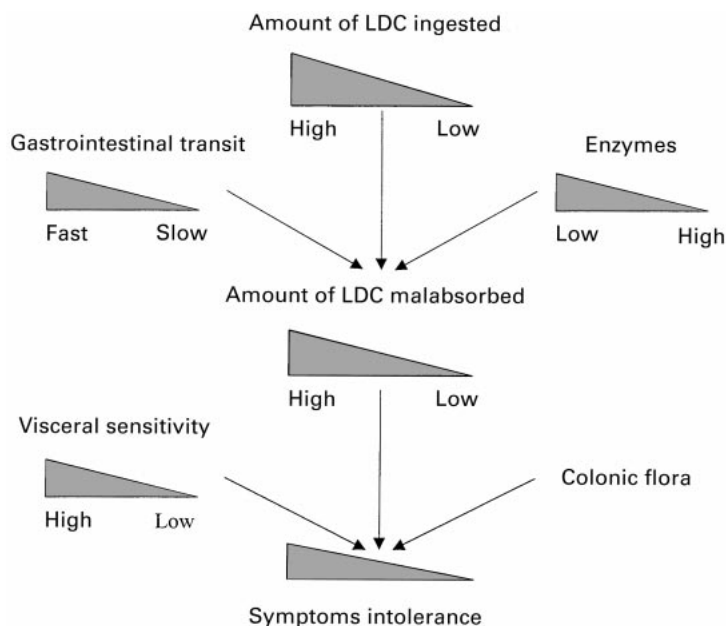 Amount of LDC ingested
High Low
Gastrointestinal transit
Fast Slow
Enzymes
Low High
Amount of LDC malabsorbed
High Low
Visceral sensitivity
High Low
Colonic flora
Symptoms intolerance